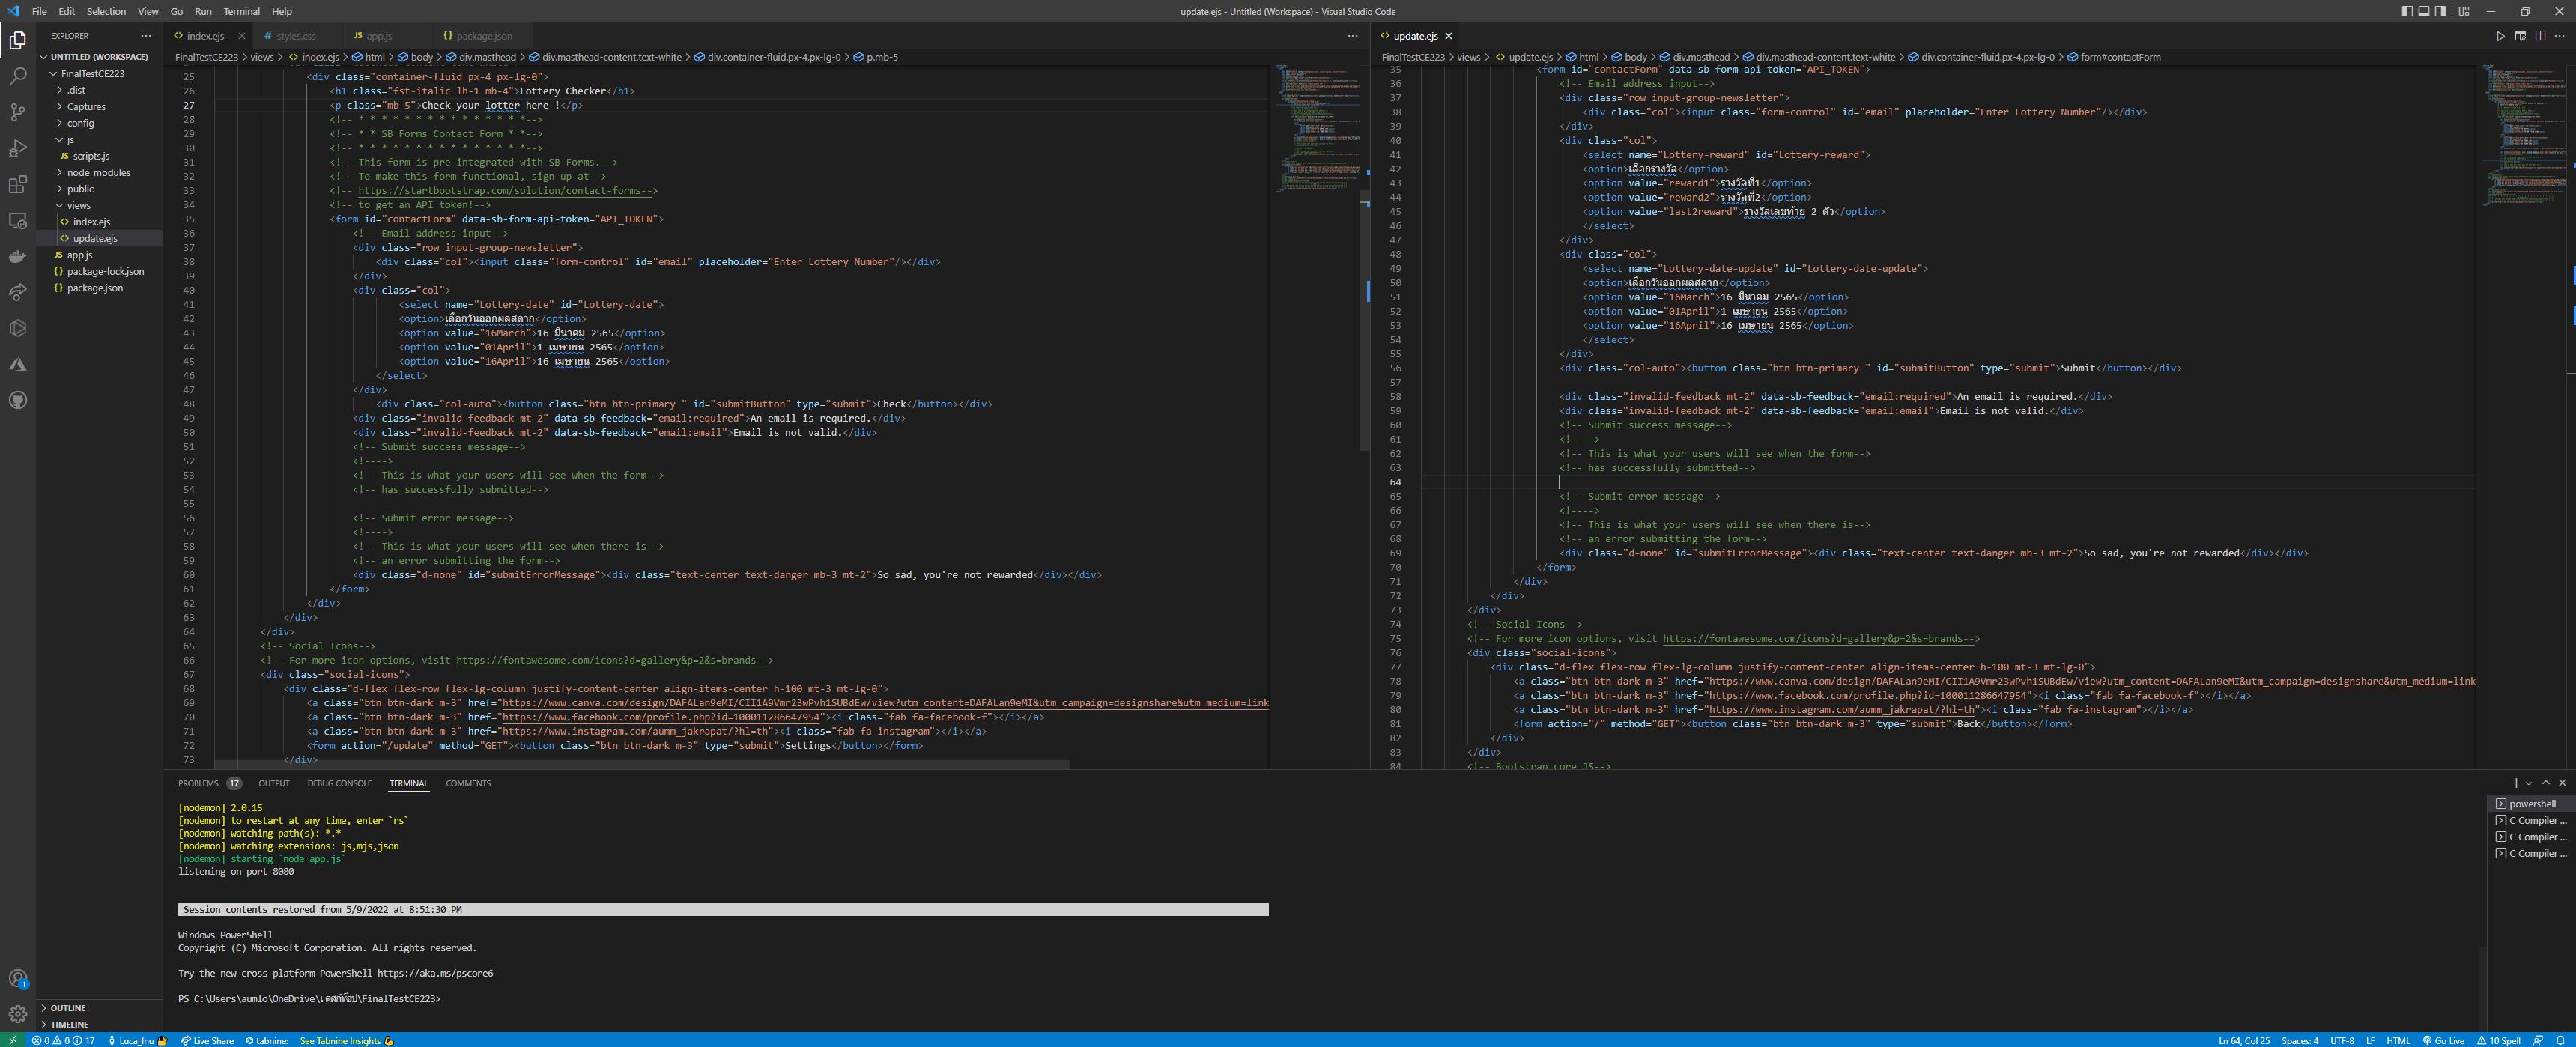 File Edit Selection View Go Run Terminal Help
update.ejs - Untitled (Workspace) - Visual Studio Code
EXPLORER
UNTITLED (WORKSPACE)
FinalTestCE223
.dist
Captures
config
js
scripts.js
node_modules
public
views
index.ejs
update.ejs
app.js
package-lock.json
package.json
OUTLINE
TIMELINE
index.ejs styles.css app.js package.json
FinalTestCE223 > views > index.ejs > html > body > div.masthead > div.masthead-content.text-white > div.container-fluid.px-4.px-lg-0 > p.mb-5
25 <div class="container-fluid px-4 px-lg-0">
26 <h1 class="fst-italic lh-1 mb-4">Lottery Checker</h1>
27 <p class="mb-5">Check your lotter here !</p>
28 <!-- * * * * * * * * * * * * * * *-->
29 <!-- * * SB Forms Contact Form * *-->
30 <!-- * * * * * * * * * * * * * * *-->
31 <!-- This form is pre-integrated with SB Forms.-->
32 <!-- To make this form functional, sign up at-->
33 <!-- https://startbootstrap.com/solution/contact-forms-->
34 <!-- to get an API token!-->
35 <form id="contactForm" data-sb-form-api-token="API_TOKEN">
36 <!-- Email address input-->
37 <div class="row input-group-newsletter">
38 <div class="col"><input class="form-control" id="email" placeholder="Enter Lottery Number"/></div>
39 </div>
40 <div class="col">
41 <select name="Lottery-date" id="Lottery-date">
42 <option>เลือกวันออกผลสลาก</option>
43 <option value="16March">16 มีนาคม 2565</option>
44 <option value="01April">1 เมษายน 2565</option>
45 <option value="16April">16 เมษายน 2565</option>
46 </select>
47 </div>
48 <div class="col-auto"><button class="btn btn-primary " id="submitButton" type="submit">Check</button></div>
49 <div class="invalid-feedback mt-2" data-sb-feedback="email:required">An email is required.</div>
50 <div class="invalid-feedback mt-2" data-sb-feedback="email:email">Email is not valid.</div>
51 <!-- Submit success message-->
52 <!---->
53 <!-- This is what your users will see when the form-->
54 <!-- has successfully submitted-->
55
56 <!-- Submit error message-->
57 <!---->
58 <!-- This is what your users will see when there is-->
59 <!-- an error submitting the form-->
60 <div class="d-none" id="submitErrorMessage"><div class="text-center text-danger mb-3 mt-2">So sad, you're not rewarded</div></div>
61 </form>
62 </div>
63 </div>
64 </div>
65 <!-- Social Icons-->
66 <!-- For more icon options, visit https://fontawesome.com/icons?d=gallery&p=2&s=brands-->
67 <div class="social-icons">
68 <div class="d-flex flex-row flex-lg-column justify-content-center align-items-center h-100 mt-3 mt-lg-0">
69 <a class="btn btn-dark m-3" href="https://www.canva.com/design/DAFALan9eMI/CII1A9Vmr23wPvh1SUBdEw/view?utm_content=DAFALan9eMI&utm_campaign=designshare&utm_medium=link
70 <a class="btn btn-dark m-3" href="https://www.facebook.com/profile.php?id=100011286647954"><i class="fab fa-facebook-f"></i></a>
71 <a class="btn btn-dark m-3" href="https://www.instagram.com/aumm_jakrapat/?hl=th"><i class="fab fa-instagram"></i></a>
72 <form action="/update" method="GET"><button class="btn btn-dark m-3" type="submit">Settings</button></form>
73 </div>
update.ejs
FinalTestCE223 > views > update.ejs > html > body > div.masthead > div.masthead-content.text-white > div.container-fluid.px-4.px-lg-0 > form#contactForm
35 <form id="contactForm" data-sb-form-api-token="API_TOKEN">
36 <!-- Email address input-->
37 <div class="row input-group-newsletter">
38 <div class="col"><input class="form-control" id="email" placeholder="Enter Lottery Number"/></div>
39 </div>
40 <div class="col">
41 <select name="Lottery-reward" id="Lottery-reward">
42 <option>เลือกรางวัล</option>
43 <option value="reward1">รางวัลที่1</option>
44 <option value="reward2">รางวัลที่2</option>
45 <option value="last2reward">รางวัลเลขท้าย 2 ตัว</option>
46 </select>
47 </div>
48 <div class="col">
49 <select name="Lottery-date-update" id="Lottery-date-update">
50 <option>เลือกวันออกผลสลาก</option>
51 <option value="16March">16 มีนาคม 2565</option>
52 <option value="01April">1 เมษายน 2565</option>
53 <option value="16April">16 เมษายน 2565</option>
54 </select>
55 </div>
56 <div class="col-auto"><button class="btn btn-primary " id="submitButton" type="submit">Submit</button></div>
57
58 <div class="invalid-feedback mt-2" data-sb-feedback="email:required">An email is required.</div>
59 <div class="invalid-feedback mt-2" data-sb-feedback="email:email">Email is not valid.</div>
60 <!-- Submit success message-->
61 <!---->
62 <!-- This is what your users will see when the form-->
63 <!-- has successfully submitted-->
64
65 <!-- Submit error message-->
66 <!---->
67 <!-- This is what your users will see when there is-->
68 <!-- an error submitting the form-->
69 <div class="d-none" id="submitErrorMessage"><div class="text-center text-danger mb-3 mt-2">So sad, you're not rewarded</div></div>
70 </form>
71 </div>
72 </div>
73 </div>
74 <!-- Social Icons-->
75 <!-- For more icon options, visit https://fontawesome.com/icons?d=gallery&p=2&s=brands-->
76 <div class="social-icons">
77 <div class="d-flex flex-row flex-lg-column justify-content-center align-items-center h-100 mt-3 mt-lg-0">
78 <a class="btn btn-dark m-3" href="https://www.canva.com/design/DAFALan9eMI/CII1A9Vmr23wPvh1SUBdEw/view?utm_content=DAFALan9eMI&utm_campaign=designshare&utm_medium=link
79 <a class="btn btn-dark m-3" href="https://www.facebook.com/profile.php?id=100011286647954"><i class="fab fa-facebook-f"></i></a>
80 <a class="btn btn-dark m-3" href="https://www.instagram.com/aumm_jakrapat/?hl=th"><i class="fab fa-instagram"></i></a>
81 <form action="/" method="GET"><button class="btn btn-dark m-3" type="submit">Back</button></form>
82 </div>
83 </div>
84 <!-- Bootstrap core JS-->
PROBLEMS 17 OUTPUT DEBUG CONSOLE TERMINAL COMMENTS
[nodemon] 2.0.15
[nodemon] to restart at any time, enter `rs`
[nodemon] watching path(s): *.*
[nodemon] watching extensions: js,mjs,json
[nodemon] starting `node app.js`
listening on port 8080
Session contents restored from 5/9/2022 at 8:51:30 PM
Windows PowerShell
Copyright (C) Microsoft Corporation. All rights reserved.
Try the new cross-platform PowerShell https://aka.ms/pscore6
PS C:\Users\aumlo\OneDrive\เดสก์ท็อป\FinalTestCE223>
powershell
C Compiler ...
C Compiler ...
C Compiler ...
1
0 0 17 Luca_Inu Live Share tabnine: See Tabnine Insights
Ln 64, Col 25 Spaces: 4 UTF-8 LF HTML Go Live 10 Spell